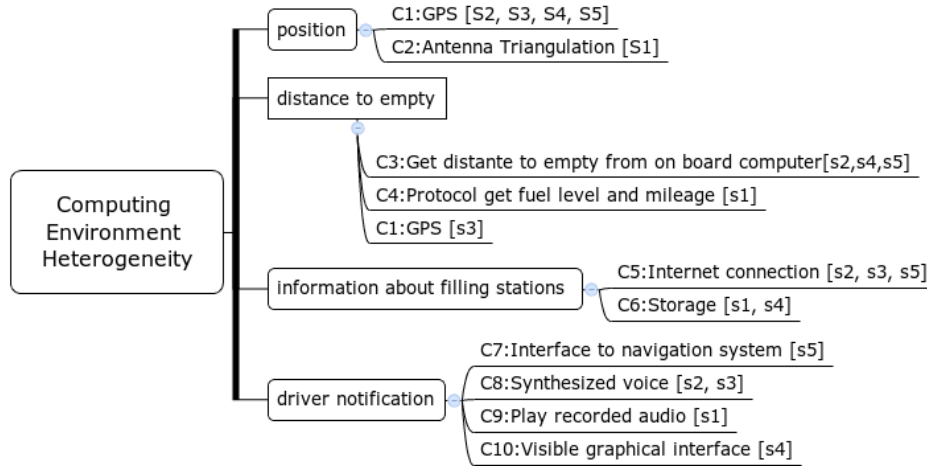 Computing
Environment
Heterogeneity
position
C1:GPS [S2, S3, S4, S5]
C2:Antenna Triangulation [S1]
distance to empty
C3:Get distante to empty from on board computer[s2,s4,s5]
C4:Protocol get fuel level and mileage [s1]
C1:GPS [s3]
information about filling stations
C5:Internet connection [s2, s3, s5]
C6:Storage [s1, s4]
driver notification
C7:Interface to navigation system [s5]
C8:Synthesized voice [s2, s3]
C9:Play recorded audio [s1]
C10:Visible graphical interface [s4]